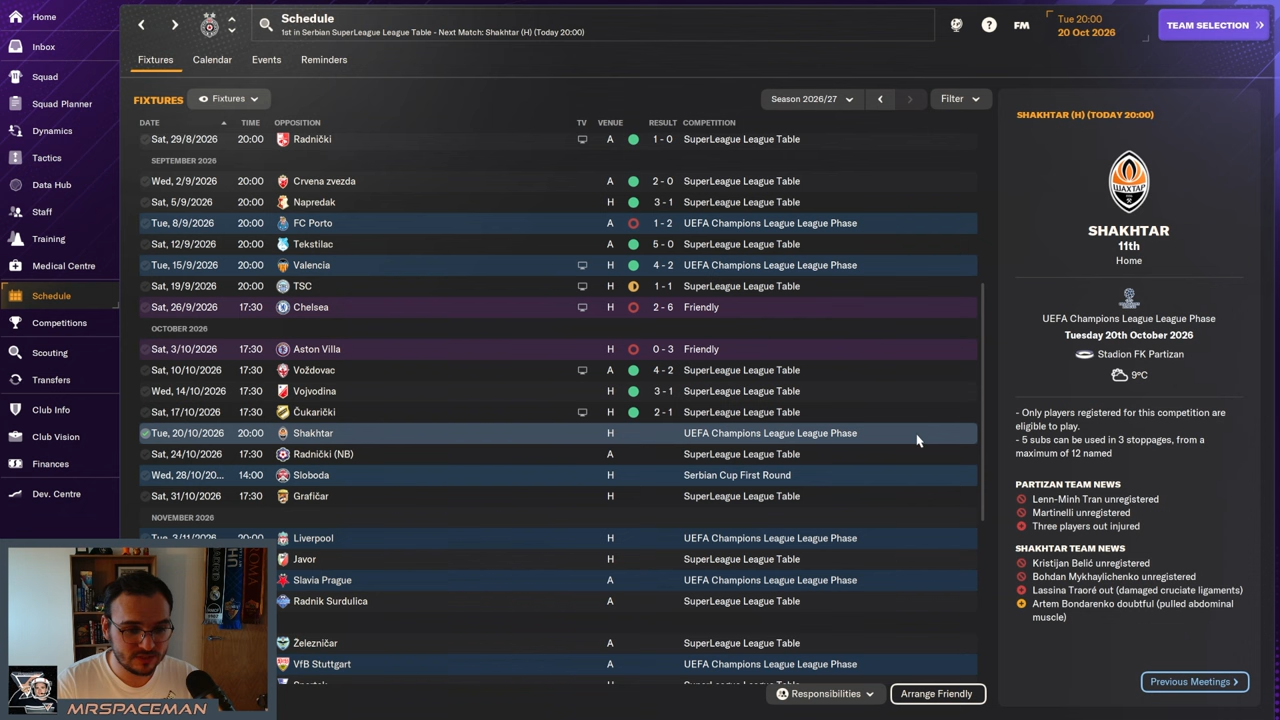 Home
Inbox
Squad
Squad Planner
Dynamics
Tactics
Data Hub
Staff
Training
Medical Centre
Schedule
Competitions
Scouting
Transfers
Club Info
Club Vision
Finances
Dev. Centre
Schedule
1st in Serbian SuperLeague League Table - Next Match: Shakhtar (H) (Today 20:00)
FM
Tue 20:00
20 Oct 2026
TEAM SELECTION
Fixtures Calendar Events Reminders
FIXTURES Fixtures Season 2026/27 Filter
DATE TIME OPPOSITION TV VENUE RESULT COMPETITION
Sat, 29/8/2026 20:00 Radnički A 1 - 0 SuperLeague League Table
SEPTEMBER 2026
Wed, 2/9/2026 20:00 Crvena zvezda A 2 - 0 SuperLeague League Table
Sat, 5/9/2026 20:00 Napredak H 3 - 1 SuperLeague League Table
Tue, 8/9/2026 20:00 FC Porto A 1 - 2 UEFA Champions League League Phase
Sat, 12/9/2026 20:00 Tekstilac A 5 - 0 SuperLeague League Table
Tue, 15/9/2026 20:00 Valencia H 4 - 2 UEFA Champions League League Phase
Sat, 19/9/2026 20:00 TSC H 1 - 1 SuperLeague League Table
Sat, 26/9/2026 17:30 Chelsea H 2 - 6 Friendly
OCTOBER 2026
Sat, 3/10/2026 17:30 Aston Villa H 0 - 3 Friendly
Sat, 10/10/2026 17:30 Voždovac A 4 - 2 SuperLeague League Table
Wed, 14/10/2026 17:30 Vojvodina H 3 - 1 SuperLeague League Table
Sat, 17/10/2026 17:30 Čukarički H 2 - 1 SuperLeague League Table
Tue, 20/10/2026 20:00 Shakhtar H UEFA Champions League League Phase
Sat, 24/10/2026 17:30 Radnički (NB) A SuperLeague League Table
Wed, 28/10/20... 14:00 Sloboda H Serbian Cup First Round
Sat, 31/10/2026 17:30 Grafičar H SuperLeague League Table
NOVEMBER 2026
Tue, 3/11/2026 20:00 Liverpool H UEFA Champions League League Phase
Javor H SuperLeague League Table
Slavia Prague A UEFA Champions League League Phase
Radnik Surdulica A SuperLeague League Table
Železničar A SuperLeague League Table
VfB Stuttgart A UEFA Champions League League Phase
Responsibilities Arrange Friendly
SHAKHTAR (H) (TODAY 20:00)
ШАХТАР
SHAKHTAR
11th
Home
UEFA Champions League League Phase
Tuesday 20th October 2026
Stadion FK Partizan
9°C
- Only players registered for this competition are
eligible to play.
- 5 subs can be used in 3 stoppages, from a
maximum of 12 named
PARTIZAN TEAM NEWS
Lenn-Minh Tran unregistered
Martinelli unregistered
Three players out injured
SHAKHTAR TEAM NEWS
Kristijan Belić unregistered
Bohdan Mykhaylichenko unregistered
Lassina Traoré out (damaged cruciate ligaments)
Artem Bondarenko doubtful (pulled abdominal
muscle)
Previous Meetings
MRSPACEMAN